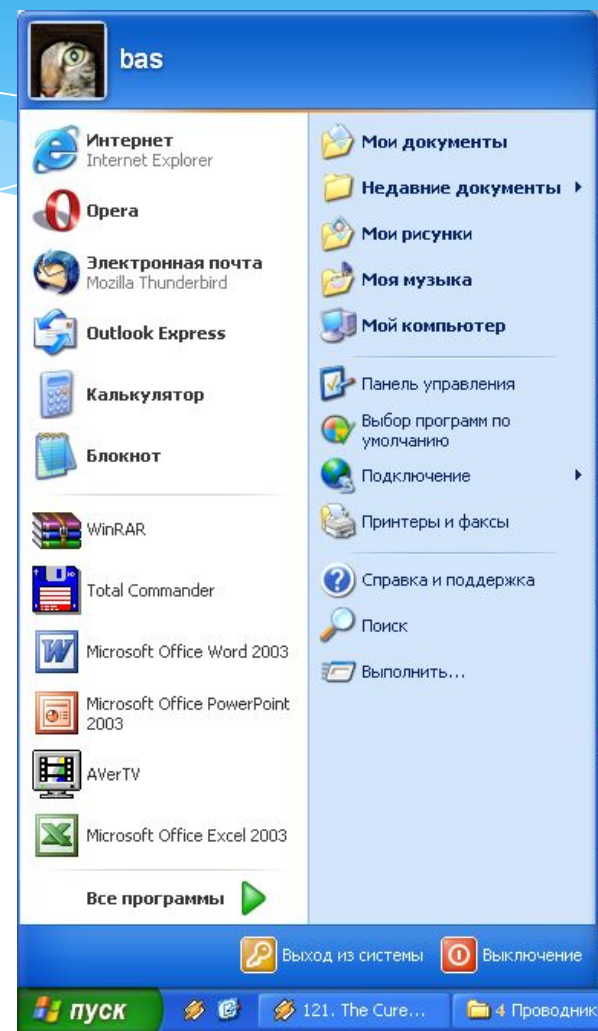 bas
Интернет
Internet Explorer
Opera
Электронная почта
Mozilla Thunderbird
Outlook Express
Калькулятор
Блокнот
WinRAR
Total Commander
Microsoft Office Word 2003
Microsoft Office PowerPoint
2003
AVerTV
Microsoft Office Excel 2003
Все программы
Мои документы
Недавние документы
Мои рисунки
Моя музыка
Мой компьютер
Панель управления
Выбор программ по
умолчанию
Подключение
Принтеры и факсы
Справка и поддержка
Поиск
Выполнить...
Выход из системы
Выключение
пуск
121. The Cure...
4 Проводник